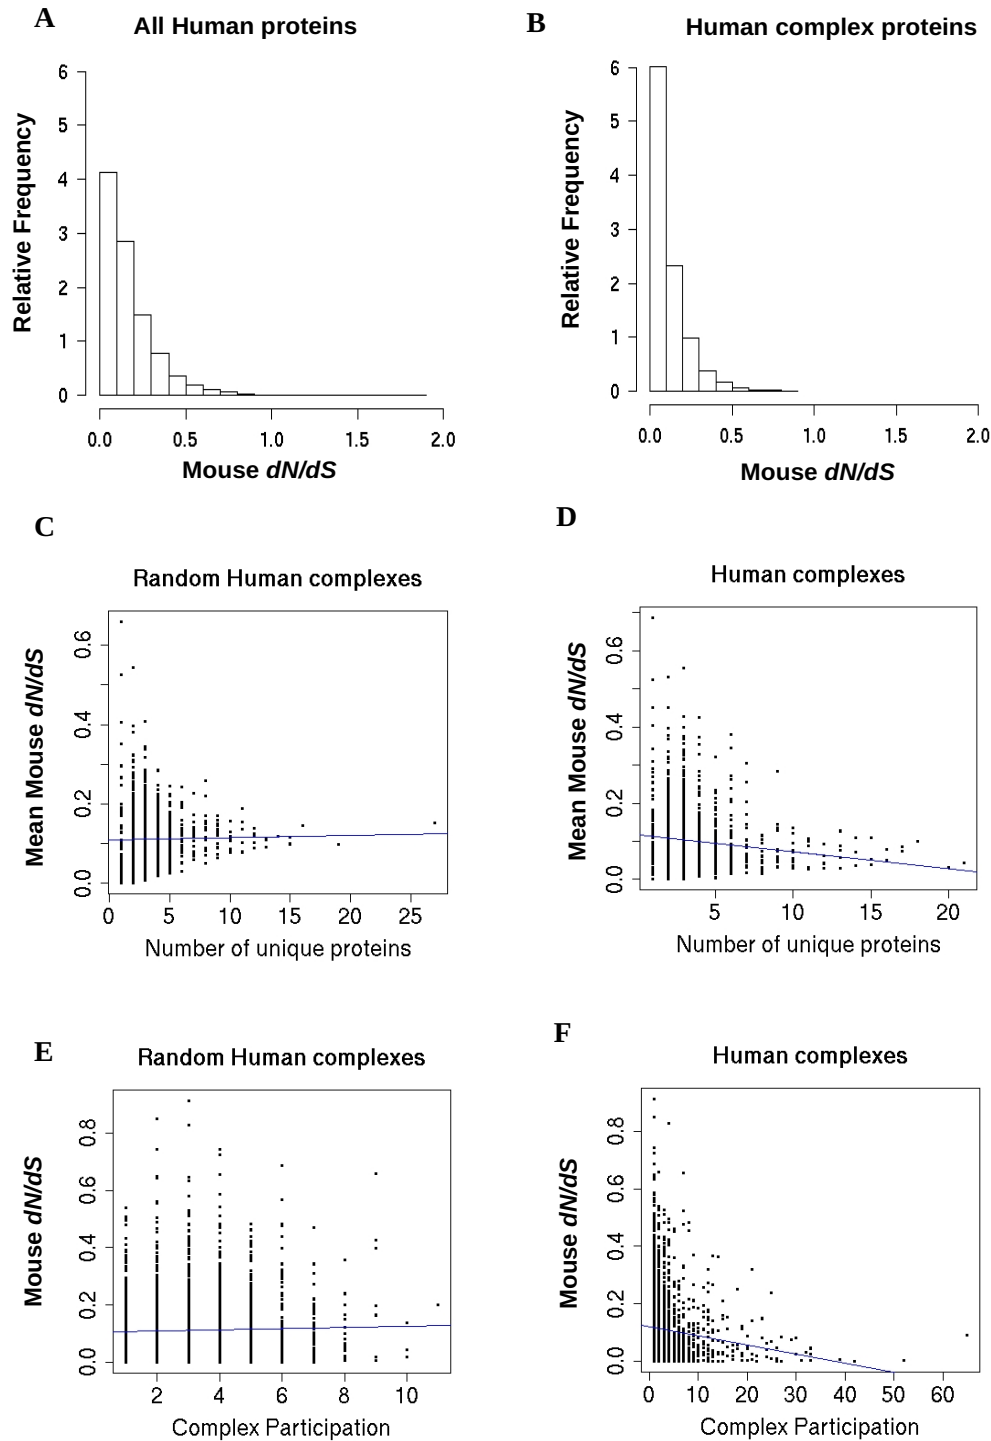 A
All Human proteins
Relative Frequency
6
5
4
3
2
1
0
0.0 0.5 1.0 1.5 2.0
Mouse dN/dS
B
Human complex proteins
Relative Frequency
6
5
4
3
2
1
0
0.0 0.5 1.0 1.5 2.0
Mouse dN/dS
C
Random Human complexes
Mean Mouse dN/dS
0.6
0.4
0.2
0.0
0 5 10 15 20 25
Number of unique proteins
D
Human complexes
Mean Mouse dN/dS
0.6
0.4
0.2
0.0
5 10 15 20
Number of unique proteins
E
Random Human complexes
Mouse dN/dS
0.8
0.6
0.4
0.2
0.0
2 4 6 8 10
Complex Participation
F
Human complexes
Mouse dN/dS
0.8
0.6
0.4
0.2
0.0
0 10 20 30 40 50 60
Complex Participation